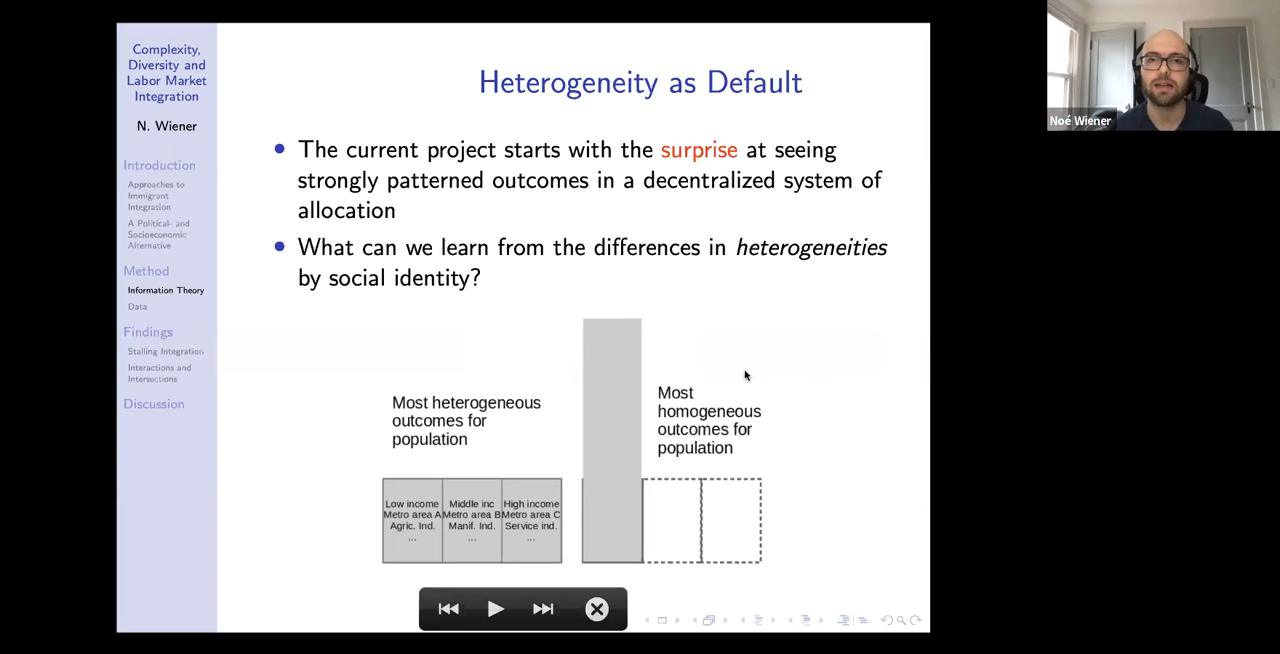 Complexity,
Diversity and
Labor Market
Integration
N. Wiener
Introduction
Approaches to
Immigrant
Integration
A Political- and
Socioeconomic
Alternative
Method
Information Theory
Data
Findings
Stalling Integration
Interactions and
Intersections
Discussion
Heterogeneity as Default
The current project starts with the surprise at seeing
strongly patterned outcomes in a decentralized system of
allocation
What can we learn from the differences in heterogeneities
by social identity?
Most heterogeneous
outcomes for
population
Low income
Metro area A
Agric. Ind.
...
Middle inc
Metro area B
Manif. Ind.
...
High income
Metro area C
Service ind.
...
Most
homogeneous
outcomes for
population
Noé Wiener